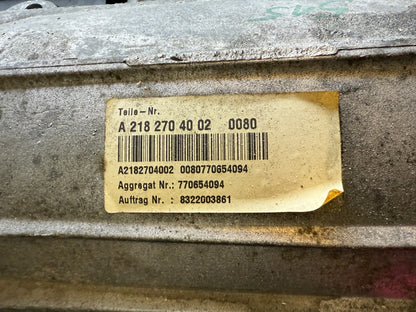 Teile-Nr.
A 218 270 40 02 0080
A2182704002 0080770654094
Aggregat Nr.: 770654094
Auftrag Nr. : 8322003861